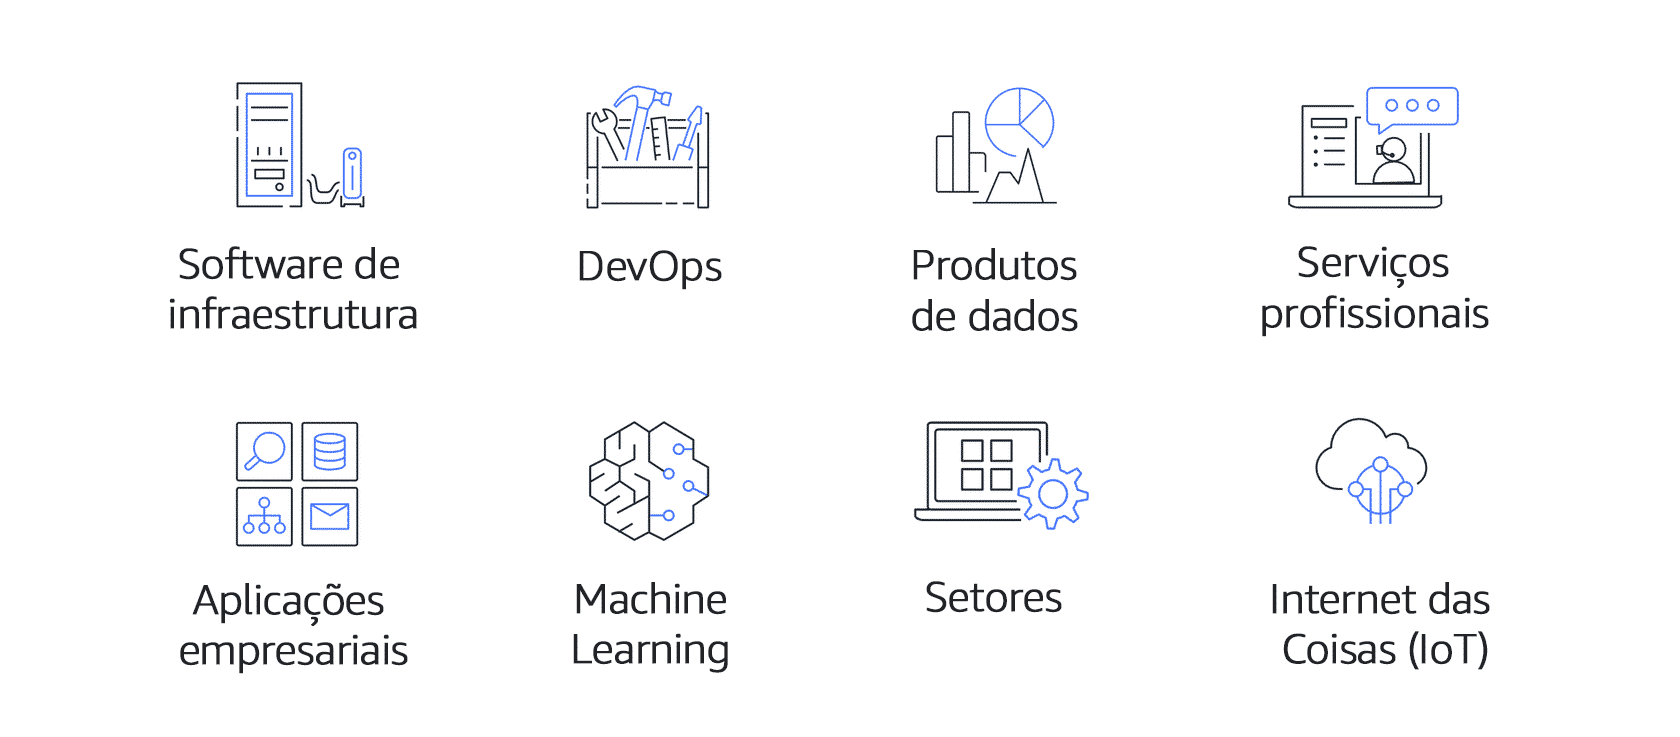 Software de
infraestrutura
DevOps
Produtos
de dados
Serviços
profissionais
Aplicações
empresariais
Machine
Learning
Setores
Internet das
Coisas (IoT)